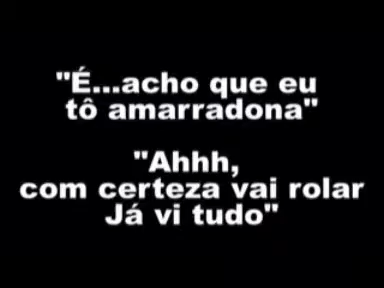 "É...acho que eu
tô amarradona"
"Ahhh,
com certeza vai rolar
Já vi tudo"